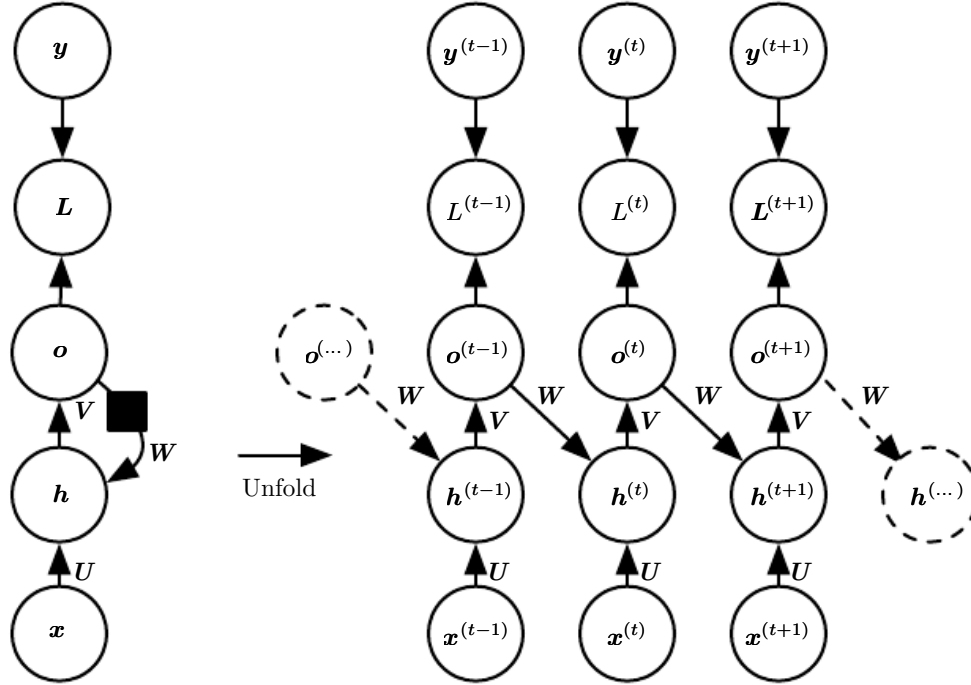 y y^(t−1) y^(t) y^(t+1)
L L^(t−1) L^(t) L^(t+1)
o o^(...) o^(t−1) o^(t) o^(t+1)
W W W W
V V V V
W
h h^(t−1) h^(t) h^(t+1) h^(...)
Unfold
U U U U
x x^(t−1) x^(t) x^(t+1)